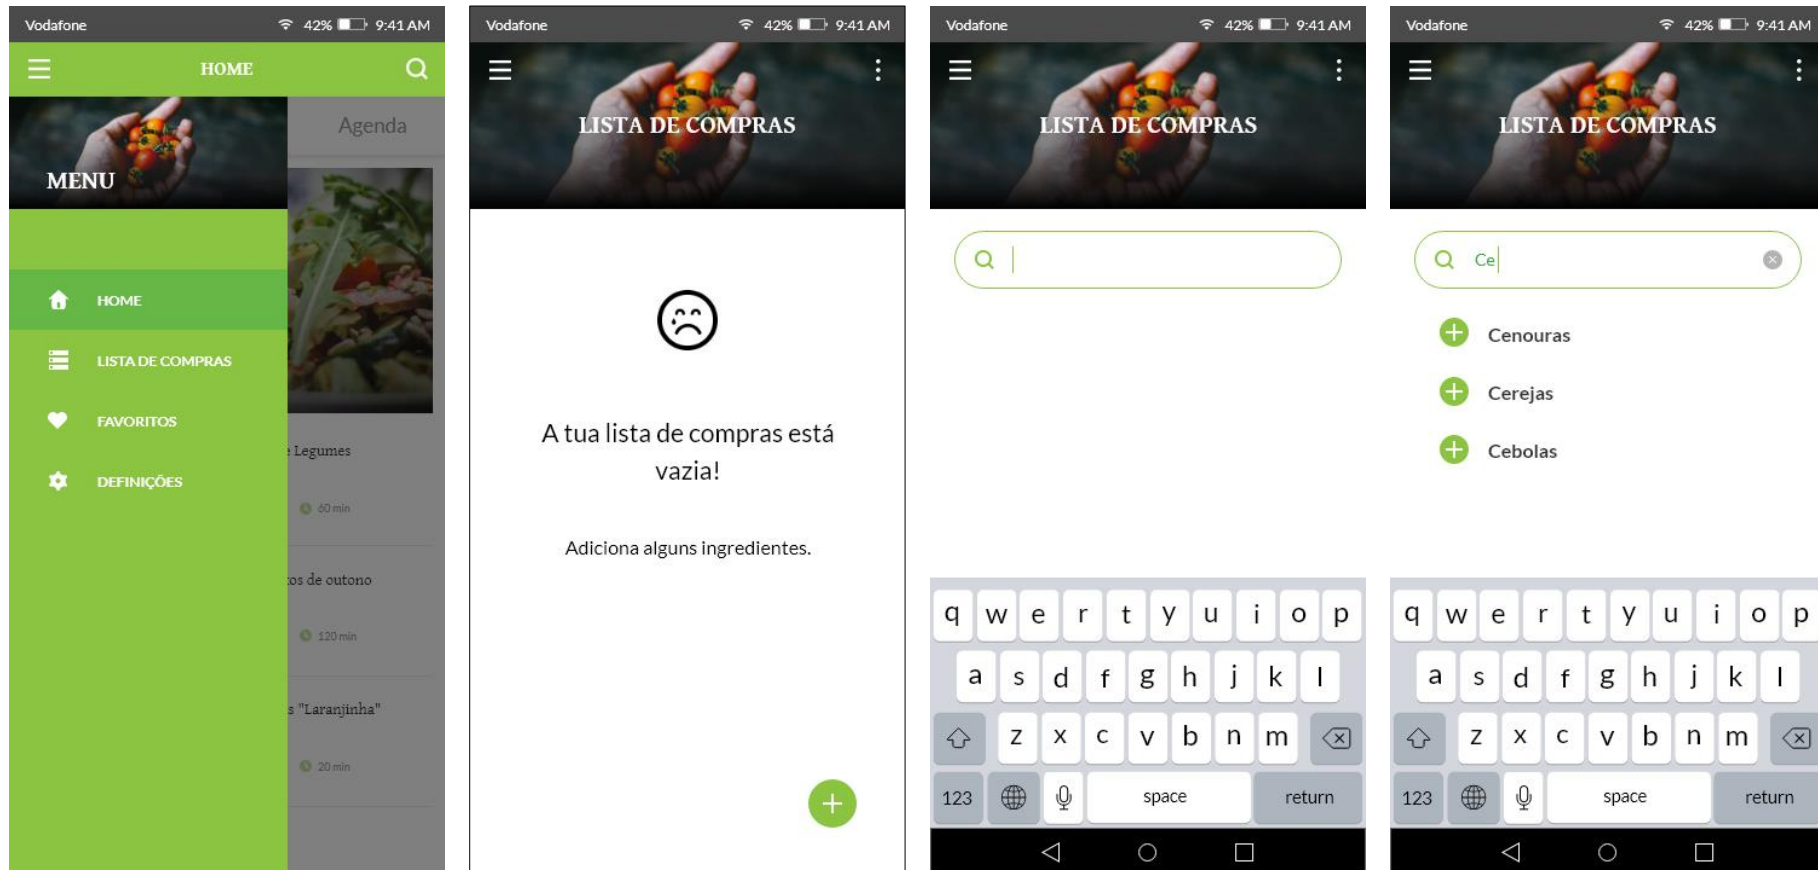 Vodafone 42% 9:41 AM
HOME
Agenda
MENU
HOME
LISTA DE COMPRAS
FAVORITOS
DEFINIÇÕES
Legumes
60 min
os de outono
120 min
s "Laranjinha"
20 min
Vodafone 42% 9:41 AM
LISTA DE COMPRAS
A tua lista de compras está
vazia!
Adiciona alguns ingredientes.
Vodafone 42% 9:41 AM
LISTA DE COMPRAS
q w e r t y u i o p
a s d f g h j k l
z x c v b n m
123 space return
Vodafone 42% 9:41 AM
LISTA DE COMPRAS
Ce
Cenouras
Cerejas
Cebolas
q w e r t y u i o p
a s d f g h j k l
z x c v b n m
123 space return